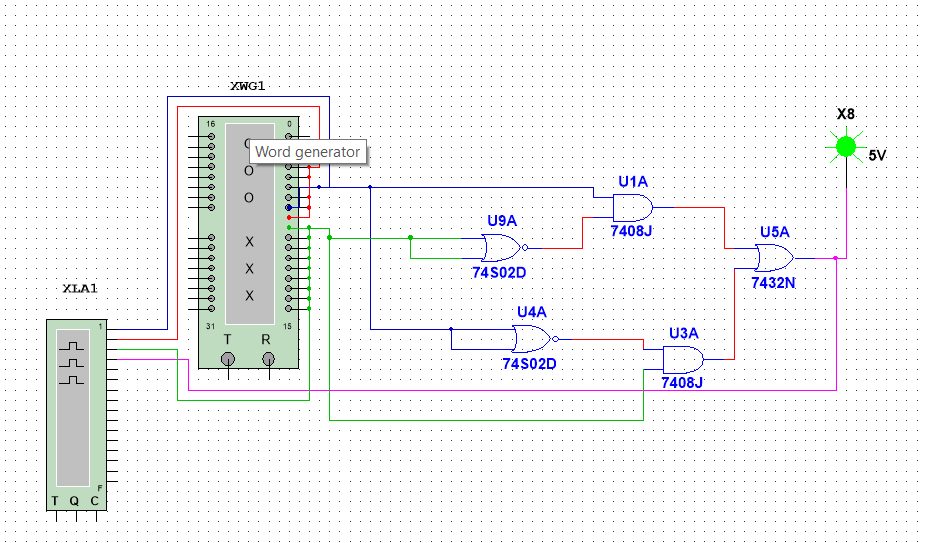 XWG1
16 0
O
Word generator
O
O
X
X
X
31 15
T R
XLA1
1
F
T Q C
U9A
74S02D
U4A
74S02D
U1A
7408J
U3A
7408J
U5A
7432N
X8
5V